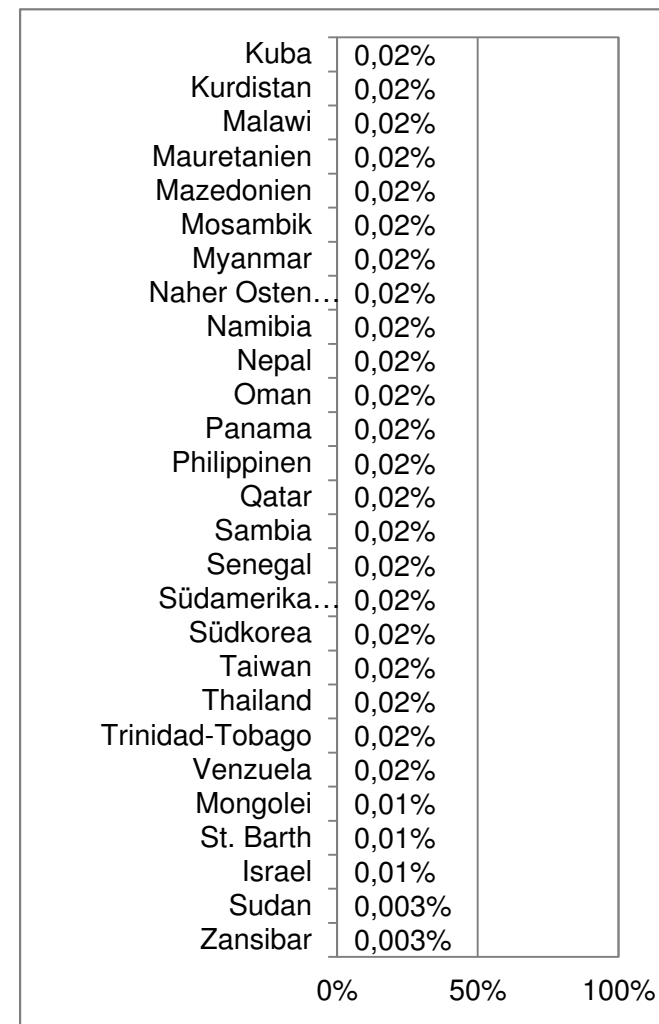 Kuba 0,02%
Kurdistan 0,02%
Malawi 0,02%
Mauretanien 0,02%
Mazedonien 0,02%
Mosambik 0,02%
Myanmar 0,02%
Naher Osten… 0,02%
Namibia 0,02%
Nepal 0,02%
Oman 0,02%
Panama 0,02%
Philippinen 0,02%
Qatar 0,02%
Sambia 0,02%
Senegal 0,02%
Südamerika… 0,02%
Südkorea 0,02%
Taiwan 0,02%
Thailand 0,02%
Trinidad-Tobago 0,02%
Venzuela 0,02%
Mongolei 0,01%
St. Barth 0,01%
Israel 0,01%
Sudan 0,003%
Zansibar 0,003%
0% 50% 100%